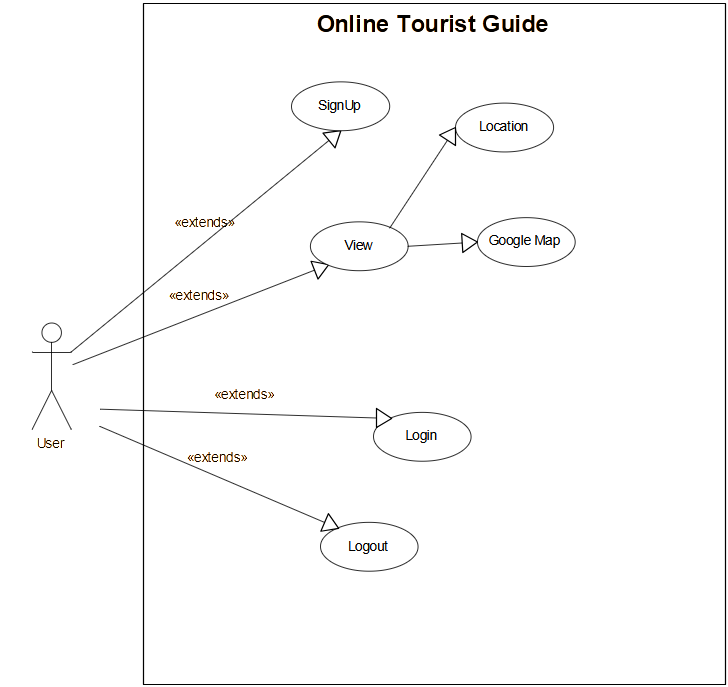 Online Tourist Guide
SignUp
Location
«extends»
View
Google Map
«extends»
«extends»
Login
User
«extends»
Logout